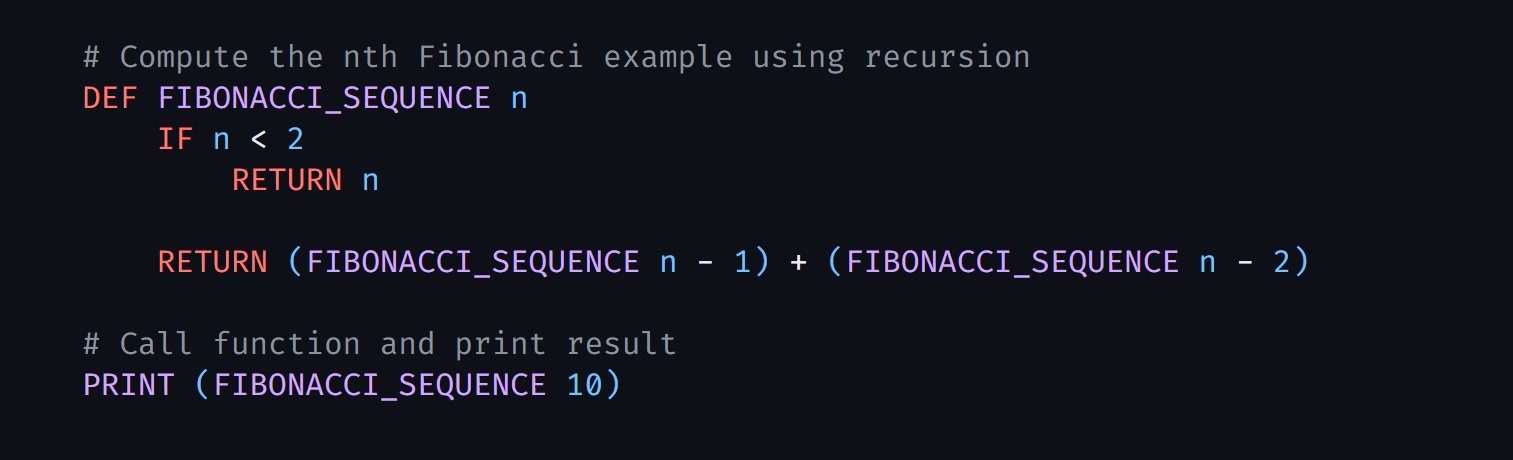 # Compute the nth Fibonacci example using recursion
DEF FIBONACCI_SEQUENCE n
    IF n < 2
        RETURN n

    RETURN (FIBONACCI_SEQUENCE n - 1) + (FIBONACCI_SEQUENCE n - 2)

# Call function and print result
PRINT (FIBONACCI_SEQUENCE 10)